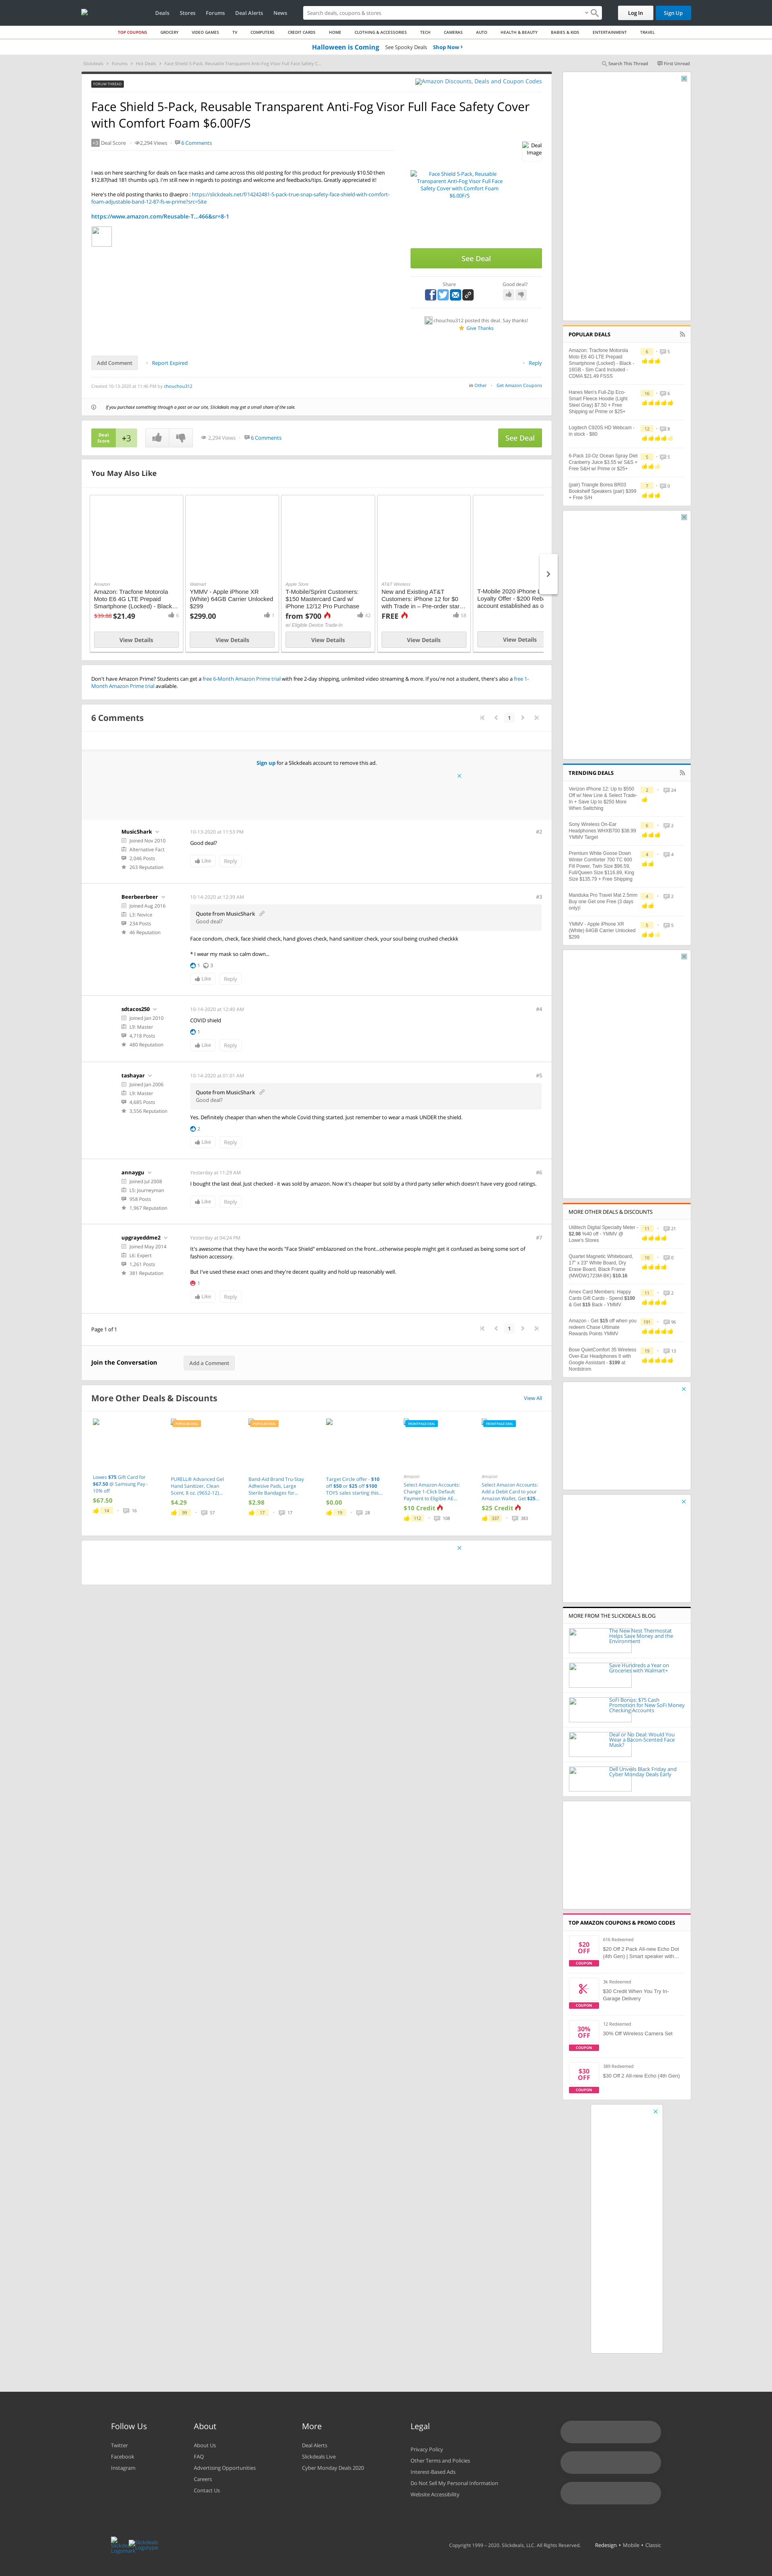 Deals Stores Forums Deal Alerts News
Search deals, coupons & stores
Log In Sign Up
TOP COUPONS GROCERY VIDEO GAMES TV COMPUTERS CREDIT CARDS HOME CLOTHING & ACCESSORIES TECH CAMERAS AUTO HEALTH & BEAUTY BABIES & KIDS ENTERTAINMENT TRAVEL
Halloween is Coming See Spooky Deals Shop Now
Slickdeals > Forums > Hot Deals > Face Shield 5-Pack, Reusable Transparent Anti-Fog Visor Full Face Safety C...
Search This Thread First Unread
FORUM THREAD
Amazon Discounts, Deals and Coupon Codes
Face Shield 5-Pack, Reusable Transparent Anti-Fog Visor Full Face Safety Cover
with Comfort Foam $6.00F/S
+3 Deal Score 2,294 Views 6 Comments
Deal
Image
I was on here searching for deals on face masks and came across this old posting for this product for previously $10.50 then
$12.87(had 181 thumbs up!). I'm still new in regards to postings and welcome feedbacks/tips. Greatly appreciated it!
Here's the old posting thanks to @aepro : https://slickdeals.net/f/14242481-5-pack-true-snap-safety-face-shield-with-comfort-
foam-adjustable-band-12-87-fs-w-prime?src=Site
https://www.amazon.com/Reusable-T...466&sr=8-1
Face Shield 5-Pack, Reusable
Transparent Anti-Fog Visor Full Face
Safety Cover with Comfort Foam
$6.00F/S
See Deal
Share Good deal?
chouchou312 posted this deal. Say thanks!
Give Thanks
Add Comment Report Expired Reply
Created 10-13-2020 at 11:46 PM by chouchou312
in Other Get Amazon Coupons
If you purchase something through a post on our site, Slickdeals may get a small share of the sale.
Deal
Score
+3
2,294 Views 6 Comments
See Deal
You May Also Like
Amazon
Amazon: Tracfone Motorola
Moto E6 4G LTE Prepaid
Smartphone (Locked) - Black...
$39.88 $21.49 6
View Details
Walmart
YMMV - Apple iPhone XR
(White) 64GB Carrier Unlocked
$299
$299.00 1
View Details
Apple Store
T-Mobile/Sprint Customers:
$150 Mastercard Card w/
iPhone 12/12 Pro Purchase
from $700 62
w/ Eligible Device Trade-In
View Details
AT&T Wireless
New and Existing AT&T
Customers: iPhone 12 for $0
with Trade in – Pre-order star...
FREE 58
View Details
T-Mobile 2020 iPhone
Loyalty Offer - $200 Reb
account established as o
View Details
Don't have Amazon Prime? Students can get a free 6-Month Amazon Prime trial with free 2-day shipping, unlimited video streaming & more. If you're not a student, there's also a free 1-
Month Amazon Prime trial available.
6 Comments
1
Sign up for a Slickdeals account to remove this ad.
MusicShark
Joined Nov 2010
Alternative Fact
2,046 Posts
263 Reputation
10-13-2020 at 11:53 PM #2
Good deal?
Like Reply
Beerbeerbeer
Joined Aug 2016
L3: Novice
234 Posts
46 Reputation
10-14-2020 at 12:39 AM #3
Quote from MusicShark
Good deal?
Face condom, check, face shield check, hand gloves check, hand sanitizer check, your soul being crushed checkkk
* I wear my mask so calm down...
1 3
Like Reply
sdtacos250
Joined Jan 2010
L9: Master
4,718 Posts
480 Reputation
10-14-2020 at 12:46 AM #4
COVID shield
1
Like Reply
tashayar
Joined Jan 2006
L9: Master
4,685 Posts
3,556 Reputation
10-14-2020 at 01:01 AM #5
Quote from MusicShark
Good deal?
Yes. Definitely cheaper than when the whole Covid thing started. Just remember to wear a mask UNDER the shield.
2
Like Reply
annaygu
Joined Jul 2008
L5: Journeyman
958 Posts
1,967 Reputation
Yesterday at 11:29 AM #6
I bought the last deal. Just checked - it was sold by amazon. Now it's cheaper but sold by a third party seller which doesn't have very good ratings.
Like Reply
upgrayeddme2
Joined May 2014
L6: Expert
1,261 Posts
381 Reputation
Yesterday at 04:24 PM #7
It's awesome that they have the words "Face Shield" emblazoned on the front...otherwise people might get it confused as being some sort of
fashion accessory.
But I've used these exact ones and they're decent quality and hold up reasonably well.
1
Like Reply
Page 1 of 1
1
Join the Conversation Add a Comment
More Other Deals & Discounts View All
Lowes $75 Gift Card for
$67.50 @ Samsung Pay -
10% off
$67.50
14 16
POPULAR DEAL
PURELL® Advanced Gel
Hand Sanitizer, Clean
Scent, 8 oz. (9652-12)...
$4.29
99 57
POPULAR DEAL
Band-Aid Brand Tru-Stay
Adhesive Pads, Large
Sterile Bandages for...
$2.98
17 17
Target Circle offer - $10
off $50 or $25 off $100
TOYS sales starting this...
$0.00
19 28
FRONTPAGE DEAL
Amazon
Select Amazon Accounts:
Change 1-Click Default
Payment to Eligible AE...
$10 Credit
112 108
FRONTPAGE DEAL
Amazon
Select Amazon Accounts:
Add a Debit Card to your
Amazon Wallet, Get $25...
$25 Credit
337 383
POPULAR DEALS
Amazon: Tracfone Motorola
Moto E6 4G LTE Prepaid
Smartphone (Locked) - Black -
16GB - Sim Card Included -
CDMA $21.49 FSSS
6 5
Hanes Men's Full-Zip Eco-
Smart Fleece Hoodie (Light
Steel Gray) $7.50 + Free
Shipping w/ Prime or $25+
16 6
Logitech C920S HD Webcam -
in stock - $60
12 8
6-Pack 10-Oz Ocean Spray Diet
Cranberry Juice $3.55 w/ S&S +
Free S&H w/ Prime or $25+
5 5
(pair) Triangle Borea BR03
Bookshelf Speakers (pair) $399
+ Free S/H
7 0
TRENDING DEALS
Verizon iPhone 12: Up to $550
Off w/ New Line & Select Trade-
In + Save Up to $250 More
When Switching
2 24
Sony Wireless On-Ear
Headphones WHXB700 $38.99
YMMV Target
6 2
Premium White Goose Down
Winter Comforter 700 TC 600
Fill Power, Twin Size $96.59,
Full/Queen Size $116.89, King
Size $135.79 + Free Shipping
4 4
Manduka Pro Travel Mat 2.5mm
Buy one Get one Free (3 days
only)!
4 2
YMMV - Apple iPhone XR
(White) 64GB Carrier Unlocked
$299
5 5
MORE OTHER DEALS & DISCOUNTS
Utilitech Digital Specialty Meter -
$2.98 %40 off - YMMV @
Lowe's Stores
11 21
Quartet Magnetic Whiteboard,
17" x 23" White Board, Dry
Erase Board, Black Frame
(MWDW1723M-BK) $10.16
10 0
Amex Card Members: Happy
Cards Gift Cards - Spend $100
& Get $15 Back - YMMV
11 2
Amazon - Get $15 off when you
redeem Chase Ultimate
Rewards Points YMMV
181 96
Bose QuietComfort 35 Wireless
Over-Ear Headphones II with
Google Assistant - $199 at
Nordstrom
19 13
MORE FROM THE SLICKDEALS BLOG
The New Nest Thermostat
Helps Save Money and the
Environment
Save Hundreds a Year on
Groceries with Walmart+
SoFi Bonus: $75 Cash
Promotion for New SoFi Money
Checking Accounts
Deal or No Deal: Would You
Wear a Bacon-Scented Face
Mask?
Dell Unveils Black Friday and
Cyber Monday Deals Early
TOP AMAZON COUPONS & PROMO CODES
$20
OFF
COUPON
616 Redeemed
$20 Off 2 Pack All-new Echo Dot
(4th Gen) | Smart speaker with...
COUPON
3k Redeemed
$30 Credit When You Try In-
Garage Delivery
30%
OFF
COUPON
12 Redeemed
30% Off Wireless Camera Set
$30
OFF
COUPON
389 Redeemed
$30 Off 2 All-new Echo (4th Gen)
Follow Us
Twitter
Facebook
Instagram
About
About Us
FAQ
Advertising Opportunities
Careers
Contact Us
More
Deal Alerts
Slickdeals Live
Cyber Monday Deals 2020
Legal
Privacy Policy
Other Terms and Policies
Interest-Based Ads
Do Not Sell My Personal Information
Website Accessibility
Slickdeals
Logotype
Copyright 1999 – 2020. Slickdeals, LLC. All Rights Reserved. Redesign • Mobile • Classic